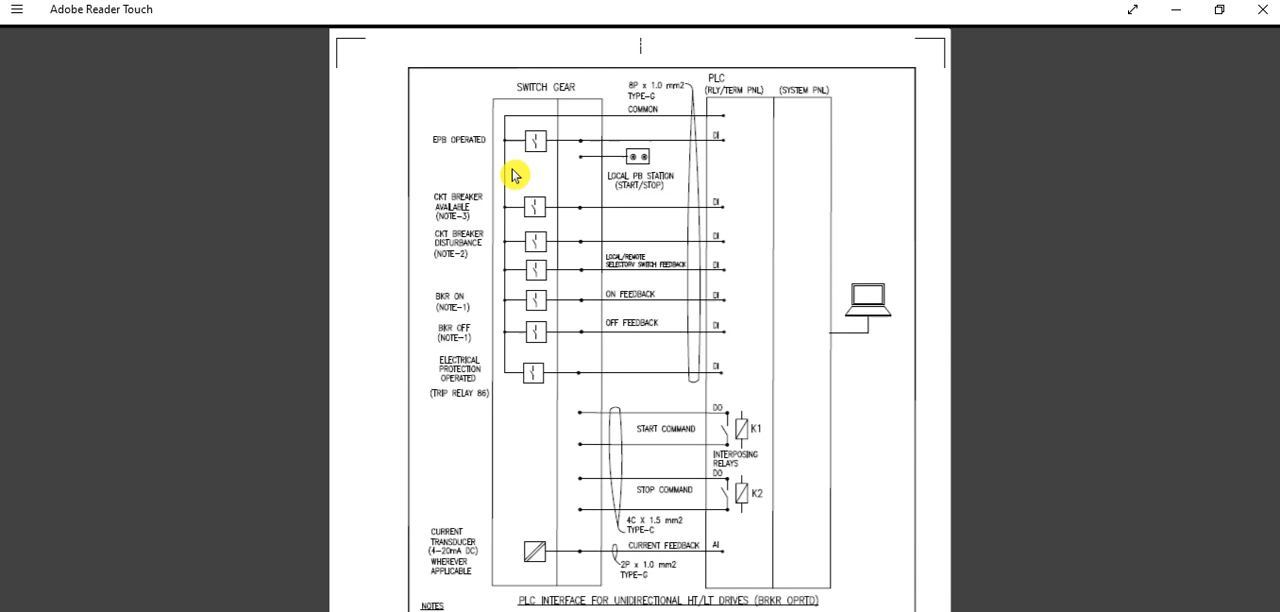 Adobe Reader Touch
SWITCH GEAR
8P x 1.0 mm2
TYPE-G
PLC
(RLY/TERM PNL)
(SYSTEM PNL)
COMMON
EPB OPERATED
DI
LOCAL PB STATION
(START/STOP)
CKT BREAKER
AVAILABLE
(NOTE-3)
DI
CKT BREAKER
DISTURBANCE
(NOTE-2)
DI
LOCAL/REMOTE
SELECTORY SWITCH FEEDBACK
DI
BKR ON
(NOTE-1)
ON FEEDBACK
DI
BKR OFF
(NOTE-1)
OFF FEEDBACK
DI
ELECTRICAL
PROTECTION
OPERATED
(TRIP RELAY 86)
DI
DO
START COMMAND
K1
INTERPOSING
RELAYS
DO
STOP COMMAND
K2
4C X 1.5 mm2
TYPE-C
CURRENT
TRANSDUCER
(4-20mA DC)
WHEREVER
APPLICABLE
CURRENT FEEDBACK
AI
2P x 1.0 mm2
TYPE-G
PLC INTERFACE FOR UNIDIRECTIONAL HT/LT DRIVES (BRKR OPRTD)
NOTES